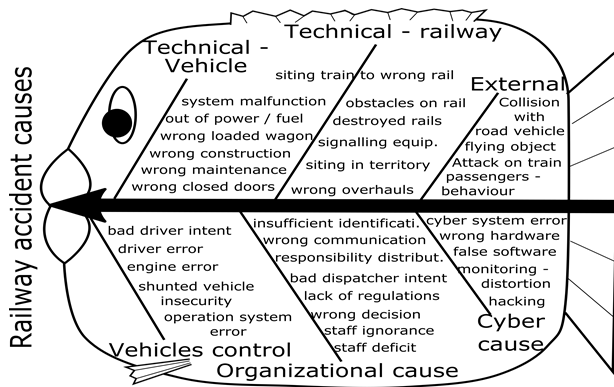 Railway accident causes
Technical -
Vehicle
system malfunction
out of power / fuel
wrong loaded wagon
wrong construction
wrong maintenance
wrong closed doors
Technical - railway
siting train to wrong rail
obstacles on rail
destroyed rails
signalling equip.
siting in territory
wrong overhauls
External
Collision
with
road vehicle
flying object
Attack on train
passengers -
behaviour
bad driver intent
driver error
engine error
shunted vehicle
insecurity
operation system
error
Vehicles control
insufficient identificati.
wrong communication
responsibility distribut.
bad dispatcher intent
lack of regulations
wrong decision
staff ignorance
staff deficit
Organizational cause
cyber system error
wrong hardware
false software
monitoring -
distortion
hacking
Cyber
cause